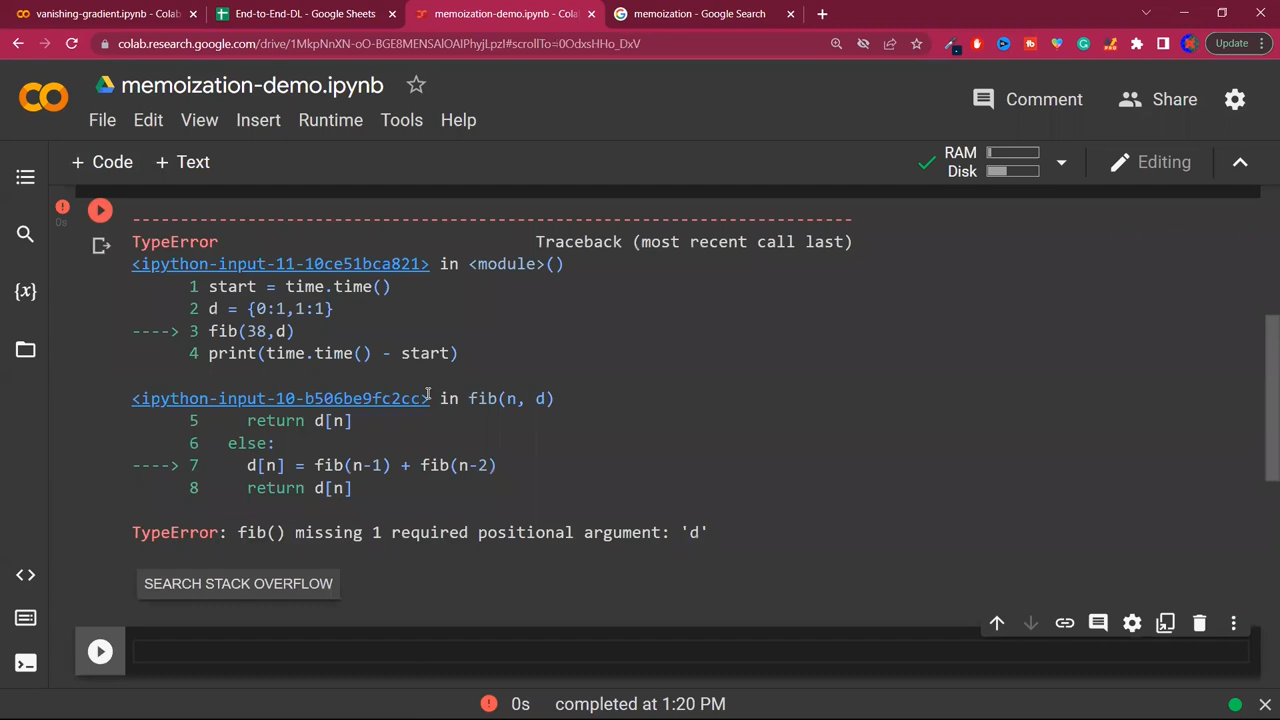 vanishing-gradient.ipynb - Colab
End-to-End-DL - Google Sheets
memoization-demo.ipynb - Colab
memoization - Google Search
colab.research.google.com/drive/1MkpNnXN-oO-BGE8MENSAlOAIPhyjLpzI#scrollTo=0OdxsHHo_DxV
Update
memoization-demo.ipynb
Comment
Share
File Edit View Insert Runtime Tools Help
+ Code + Text
RAM
Disk
Editing
0s
---------------------------------------------------------------------------
TypeError Traceback (most recent call last)
<ipython-input-11-10ce51bca821> in <module>()
1 start = time.time()
2 d = {0:1,1:1}
----> 3 fib(38,d)
4 print(time.time() - start)
<ipython-input-10-b506be9fc2cc> in fib(n, d)
5 return d[n]
6 else:
----> 7 d[n] = fib(n-1) + fib(n-2)
8 return d[n]
TypeError: fib() missing 1 required positional argument: 'd'
SEARCH STACK OVERFLOW
0s completed at 1:20 PM